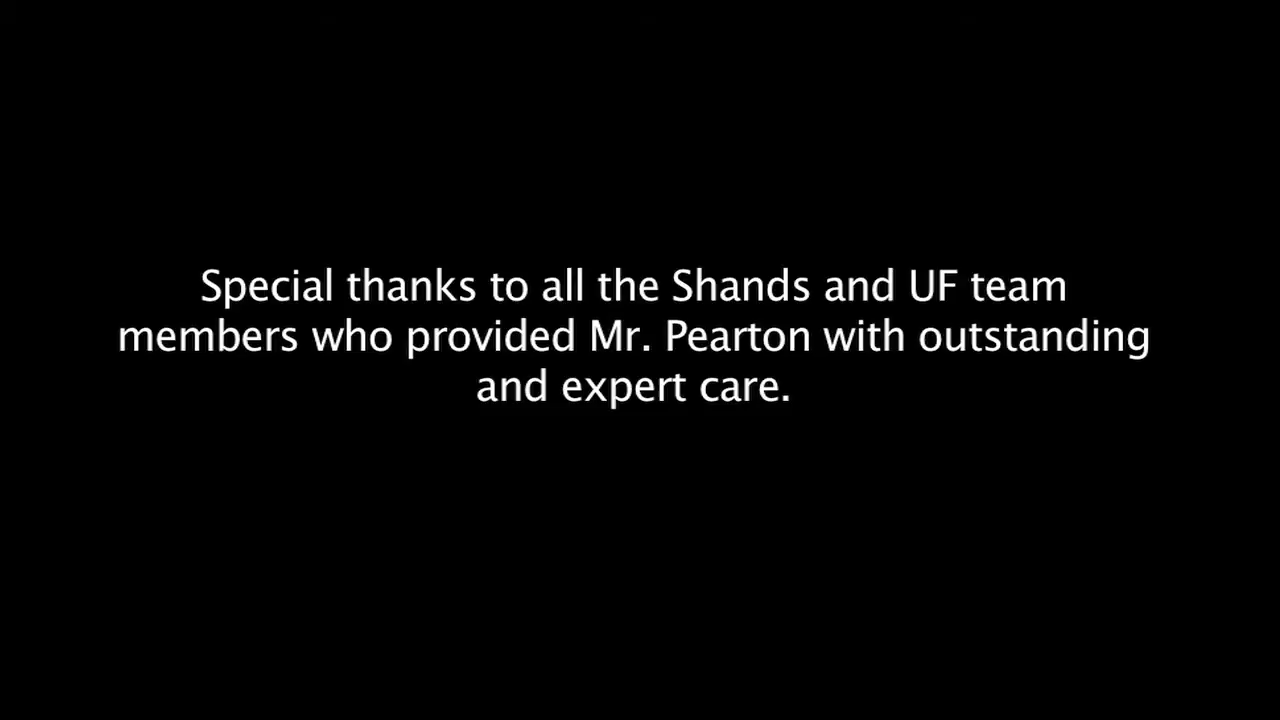 Special thanks to all the Shands and UF team
members who provided Mr. Pearton with outstanding
and expert care.